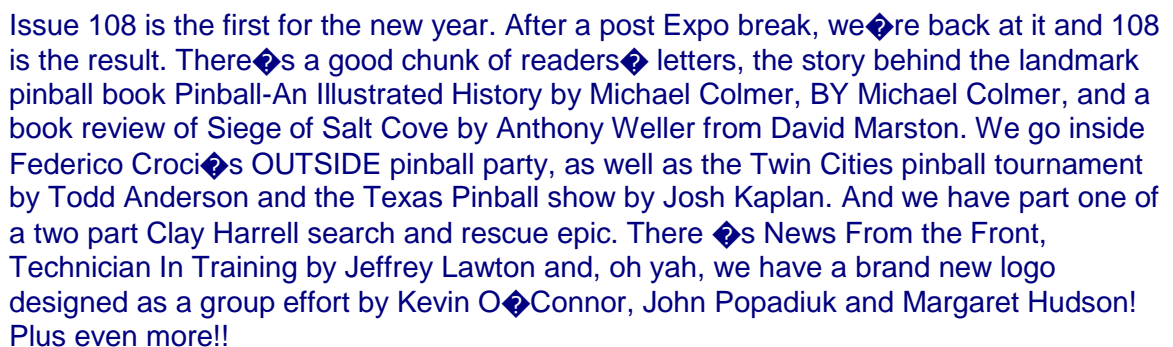 Issue 108 is the first for the new year. After a post Expo break, we�re back at it and 108
is the result. There�s a good chunk of readers� letters, the story behind the landmark
pinball book Pinball-An Illustrated History by Michael Colmer, BY Michael Colmer, and a
book review of Siege of Salt Cove by Anthony Weller from David Marston. We go inside
Federico Croci�s OUTSIDE pinball party, as well as the Twin Cities pinball tournament
by Todd Anderson and the Texas Pinball show by Josh Kaplan. And we have part one of
a two part Clay Harrell search and rescue epic. There �s News From the Front,
Technician In Training by Jeffrey Lawton and, oh yah, we have a brand new logo
designed as a group effort by Kevin O�Connor, John Popadiuk and Margaret Hudson!
Plus even more!!